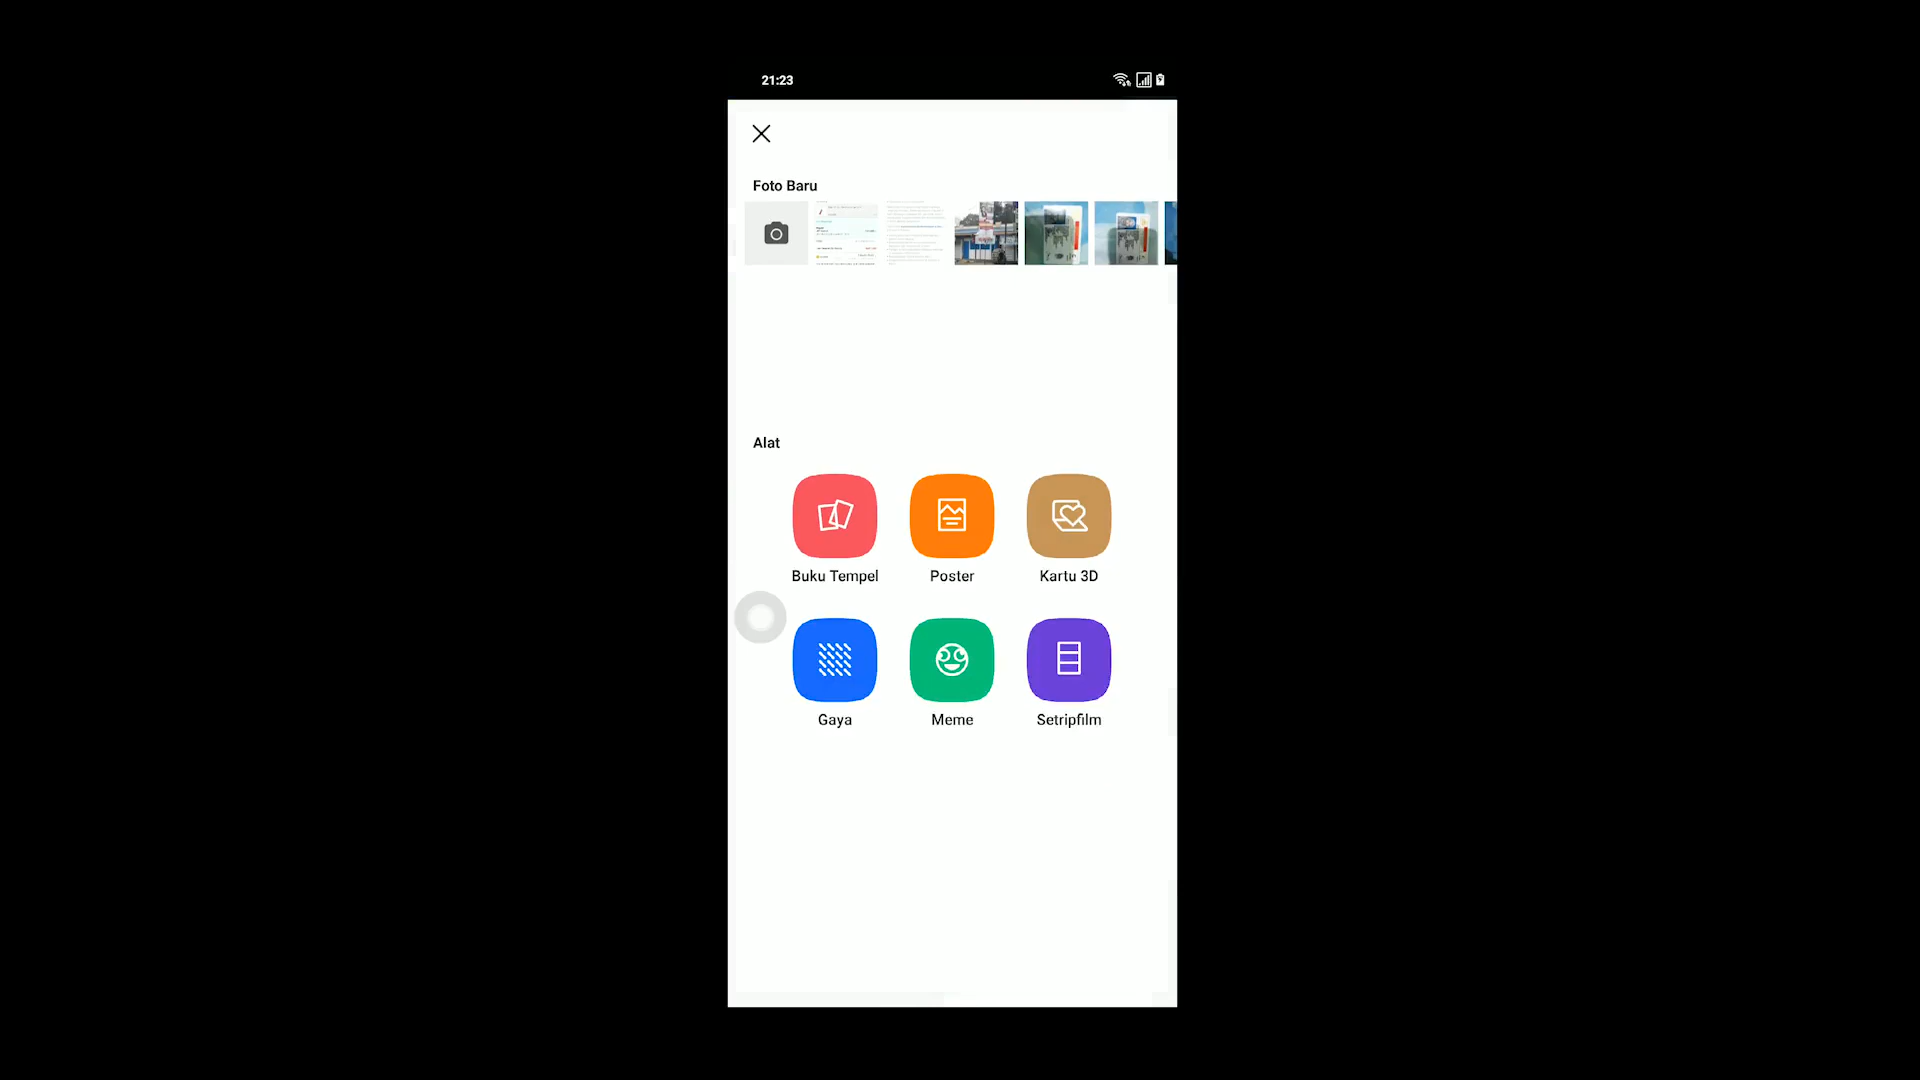 21:23
Foto Baru
Alat
Buku Tempel
Poster
Kartu 3D
Gaya
Meme
Setripfilm